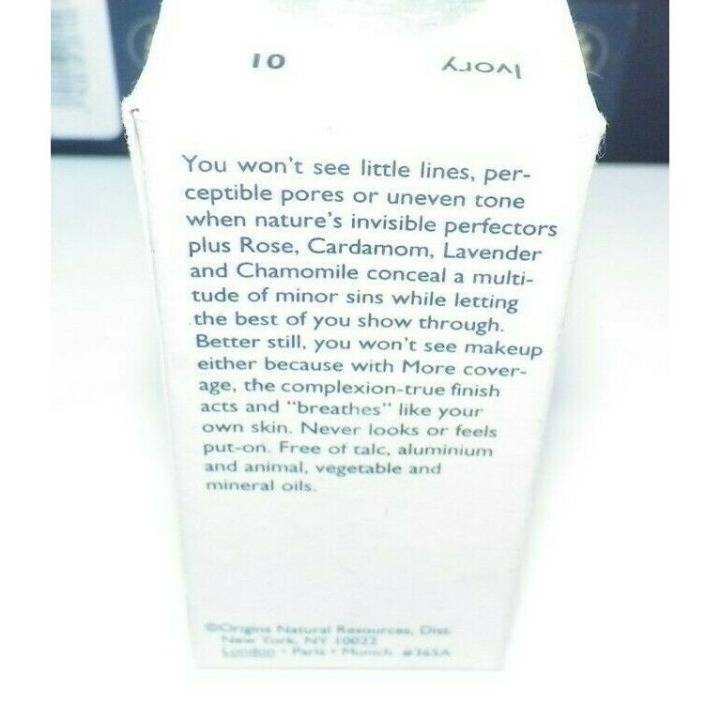 Ivory
01
You won't see little lines, per-
ceptible pores or uneven tone
when nature's invisible perfectors
plus Rose, Cardamom, Lavender
and Chamomile conceal a multi-
tude of minor sins while letting
the best of you show through.
Better still, you won't see makeup
either because with More cover-
age, the complexion-true finish
acts and "breathes" like your
own skin. Never looks or feels
put-on. Free of talc, aluminium
and animal, vegetable and
mineral oils.
©Origins Natural Resources, Dist.
New York, NY 10022
London • Paris • Munich #365A